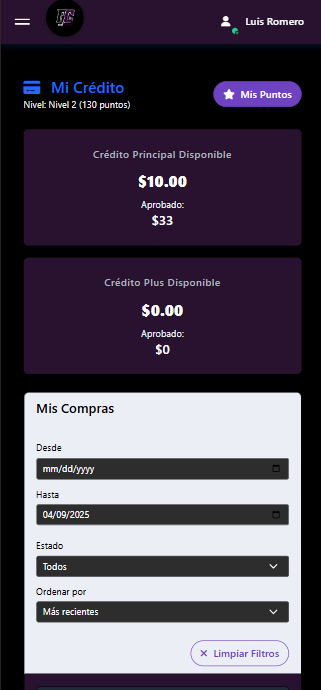 Luis Romero
Mi Crédito
Mis Puntos
Nivel: Nivel 2 (130 puntos)
Crédito Principal Disponible
$10.00
Aprobado:
$33
Crédito Plus Disponible
$0.00
Aprobado:
$0
Mis Compras
Desde
mm/dd/yyyy
Hasta
04/09/2025
Estado
Todos
Ordenar por
Más recientes
Limpiar Filtros